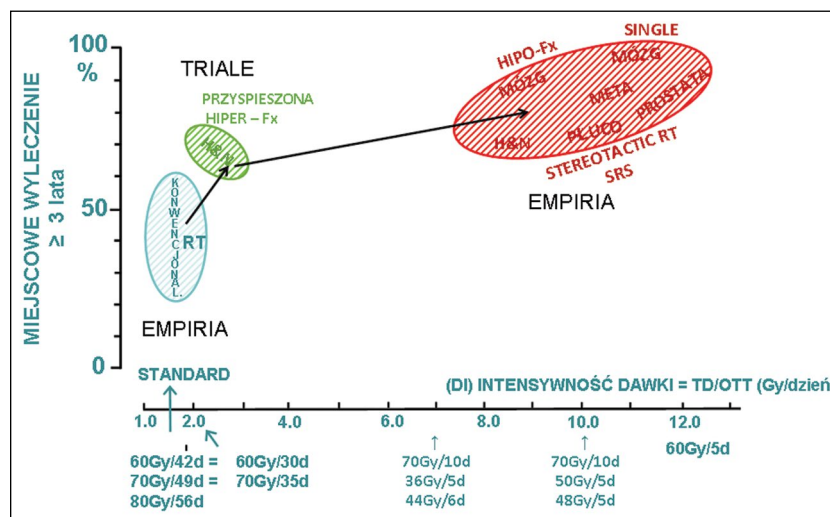 100
%
50
0
MIEJSCOWE WYLECZENIE
≥ 3 lata
TRIALE
PRZYSPIESZONA
HIPER – Fx
H&N
KONWENCJONAL.
RT
EMPIRIA
HIPO-Fx
MÓZG
SINGLE
MÓZG
META
PROSTATA
H&N
PŁUCO
STEREOTACTIC RT
SRS
EMPIRIA
STANDARD
(DI) INTENSYWNOŚĆ DAWKI = TD/OTT (Gy/dzień(
1.0 2.0 4.0 6.0 8.0 10.0 12.0
60Gy/5d
60Gy/42d = 60Gy/30d
70Gy/49d = 70Gy/35d
80Gy/56d
70Gy/10d
36Gy/5d
44Gy/6d
70Gy/10d
50Gy/5d
48Gy/5d